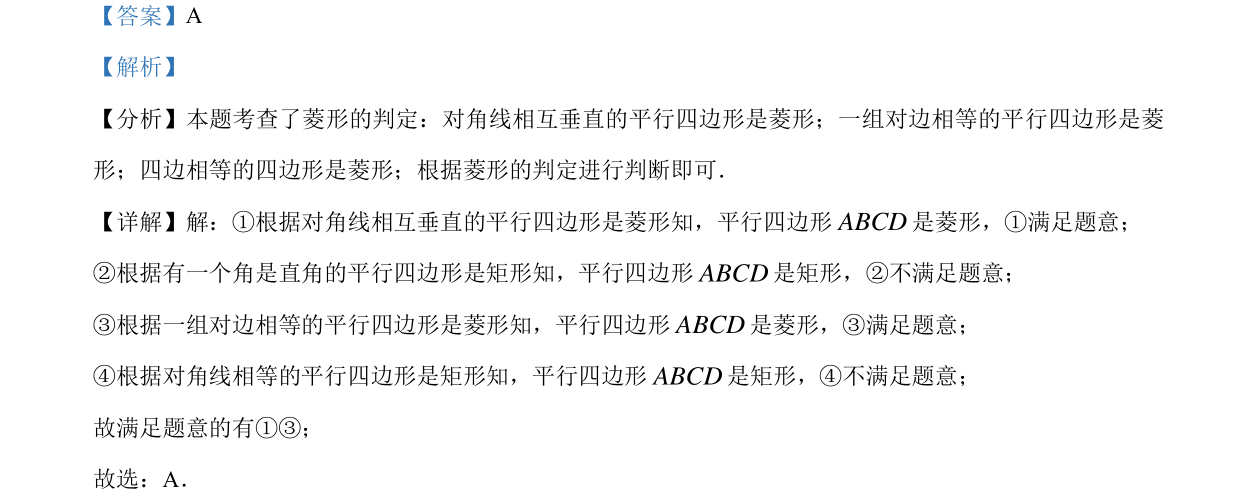 【答案】A
【解析】
【分析】本题考查了菱形的判定：对角线相互垂直的平行四边形是菱形；一组对边相等的平行四边形是菱
形；四边相等的四边形是菱形；根据菱形的判定进行判断即可．
【详解】解：①根据对角线相互垂直的平行四边形是菱形知，平行四边形 ABCD 是菱形，①满足题意；
②根据有一个角是直角的平行四边形是矩形知，平行四边形 ABCD 是矩形，②不满足题意；
③根据一组对边相等的平行四边形是菱形知，平行四边形 ABCD 是菱形，③满足题意；
④根据对角线相等的平行四边形是矩形知，平行四边形 ABCD 是矩形，④不满足题意；
故满足题意的有①③；
故选：A．